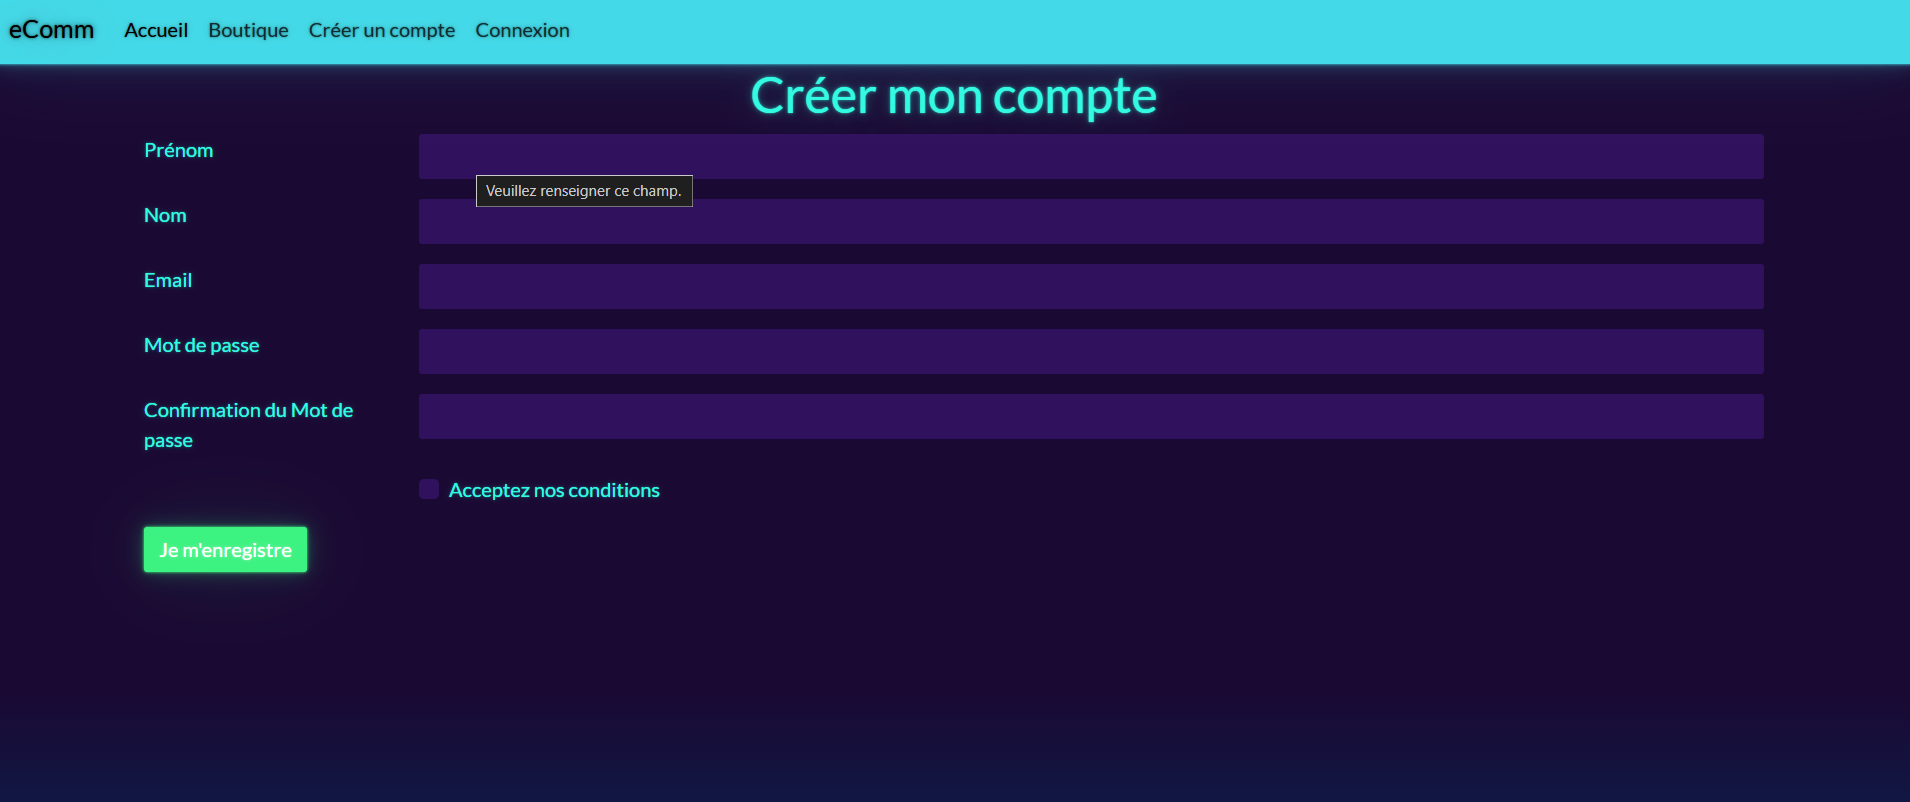 eComm Accueil Boutique Créer un compte Connexion
Créer mon compte
Prénom
Veuillez renseigner ce champ.
Nom
Email
Mot de passe
Confirmation du Mot de
passe
Acceptez nos conditions
Je m'enregistre